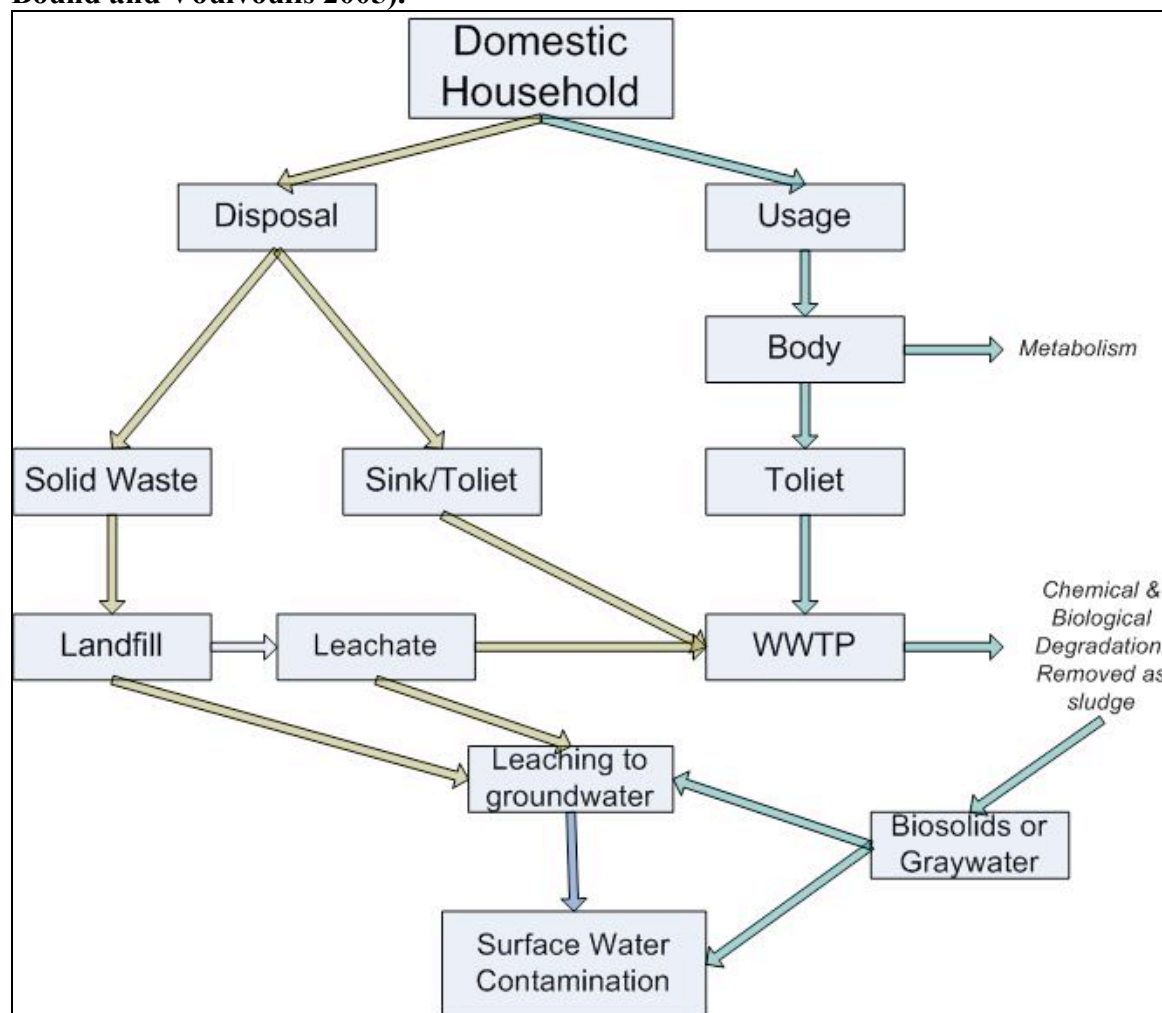 Domestic
Household
Disposal
Usage
Body
Metabolism
Solid Waste
Sink/Toliet
Toliet
Chemical &
Biological
Degradation
Removed as
sludge
Landfill
Leachate
WWTP
Leaching to
groundwater
Biosolids or
Graywater
Surface Water
Contamination